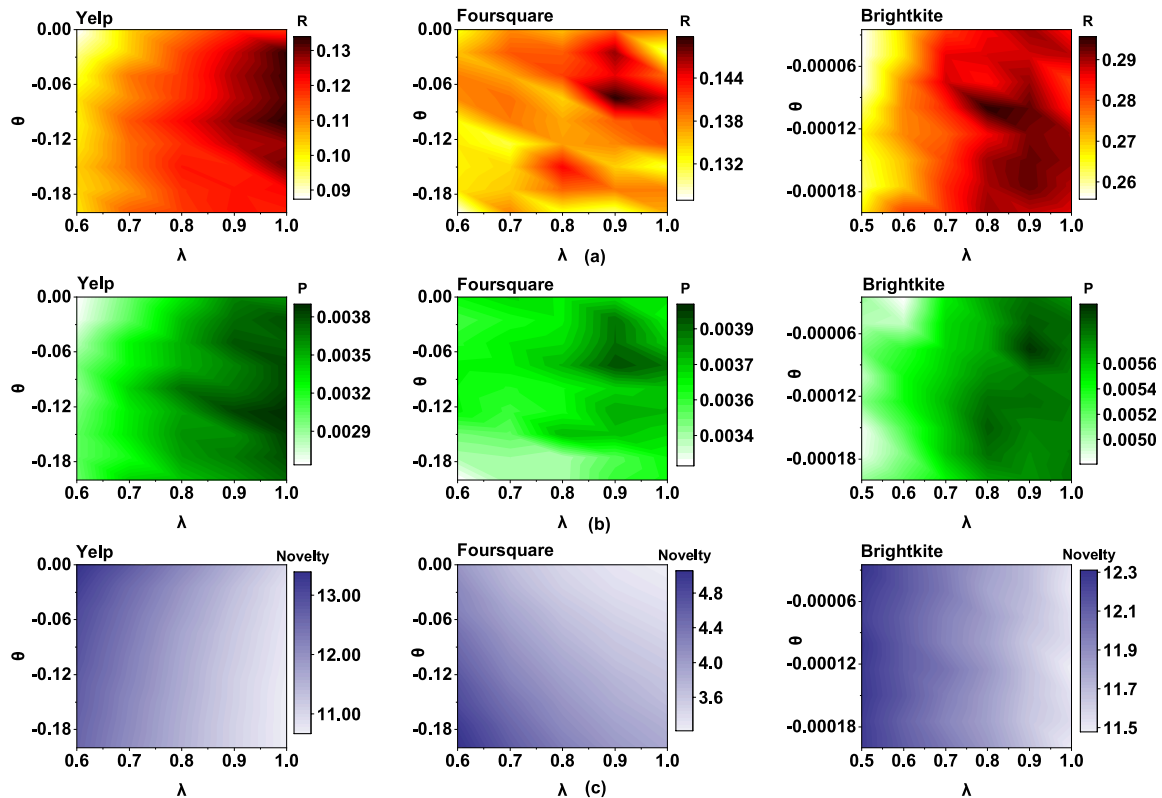 Yelp
R
0.00
-0.06
-0.12
-0.18
θ
0.6 0.7 0.8 0.9 1.0
λ
0.13
0.12
0.11
0.10
0.09
Foursquare
R
0.00
-0.06
-0.12
-0.18
θ
0.6 0.7 0.8 0.9 1.0
λ
0.144
0.138
0.132
Brightkite
R
-0.00006
-0.00012
-0.00018
θ
0.5 0.6 0.7 0.8 0.9 1.0
λ
0.29
0.28
0.27
0.26
(a)
Yelp
P
0.00
-0.06
-0.12
-0.18
θ
0.6 0.7 0.8 0.9 1.0
λ
0.0038
0.0035
0.0032
0.0029
Foursquare
P
0.00
-0.06
-0.12
-0.18
θ
0.6 0.7 0.8 0.9 1.0
λ
0.0039
0.0037
0.0036
0.0034
Brightkite
P
-0.00006
-0.00012
-0.00018
θ
0.5 0.6 0.7 0.8 0.9 1.0
λ
0.0056
0.0052
0.0050
(b)
Yelp
Novelty
0.00
-0.06
-0.12
-0.18
θ
0.6 0.7 0.8 0.9 1.0
λ
13.00
12.00
11.00
Foursquare
Novelty
0.00
-0.06
-0.12
-0.18
θ
0.6 0.7 0.8 0.9 1.0
λ
4.8
4.4
4.0
3.6
Brightkite
Novelty
-0.00006
-0.00012
-0.00018
θ
0.5 0.6 0.7 0.8 0.9 1.0
λ
12.3
12.1
11.9
11.7
11.5
(c)